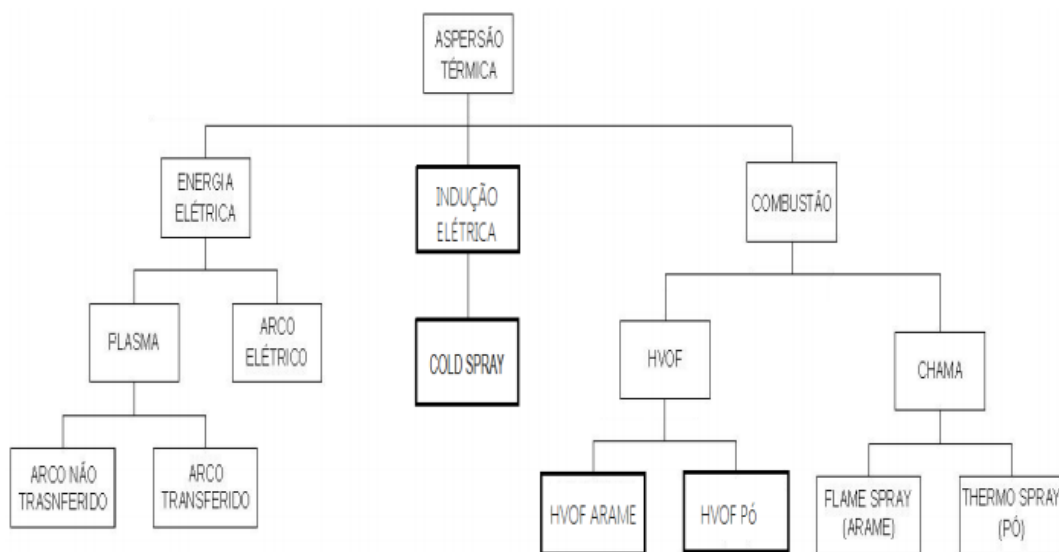 ASPERSÃO
TÉRMICA
ENERGIA
ELÉTRICA
INDUÇÃO
ELÉTRICA
COMBUSTÃO
PLASMA
ARCO
ELÉTRICO
COLD SPRAY
HVOF
CHAMA
ARCO NÃO
TRASNFERIDO
ARCO
TRANSFERIDO
HVOF ARAME
HVOF Pó
FLAME SPRAY
(ARAME)
THERMO SPRAY
(PÓ)